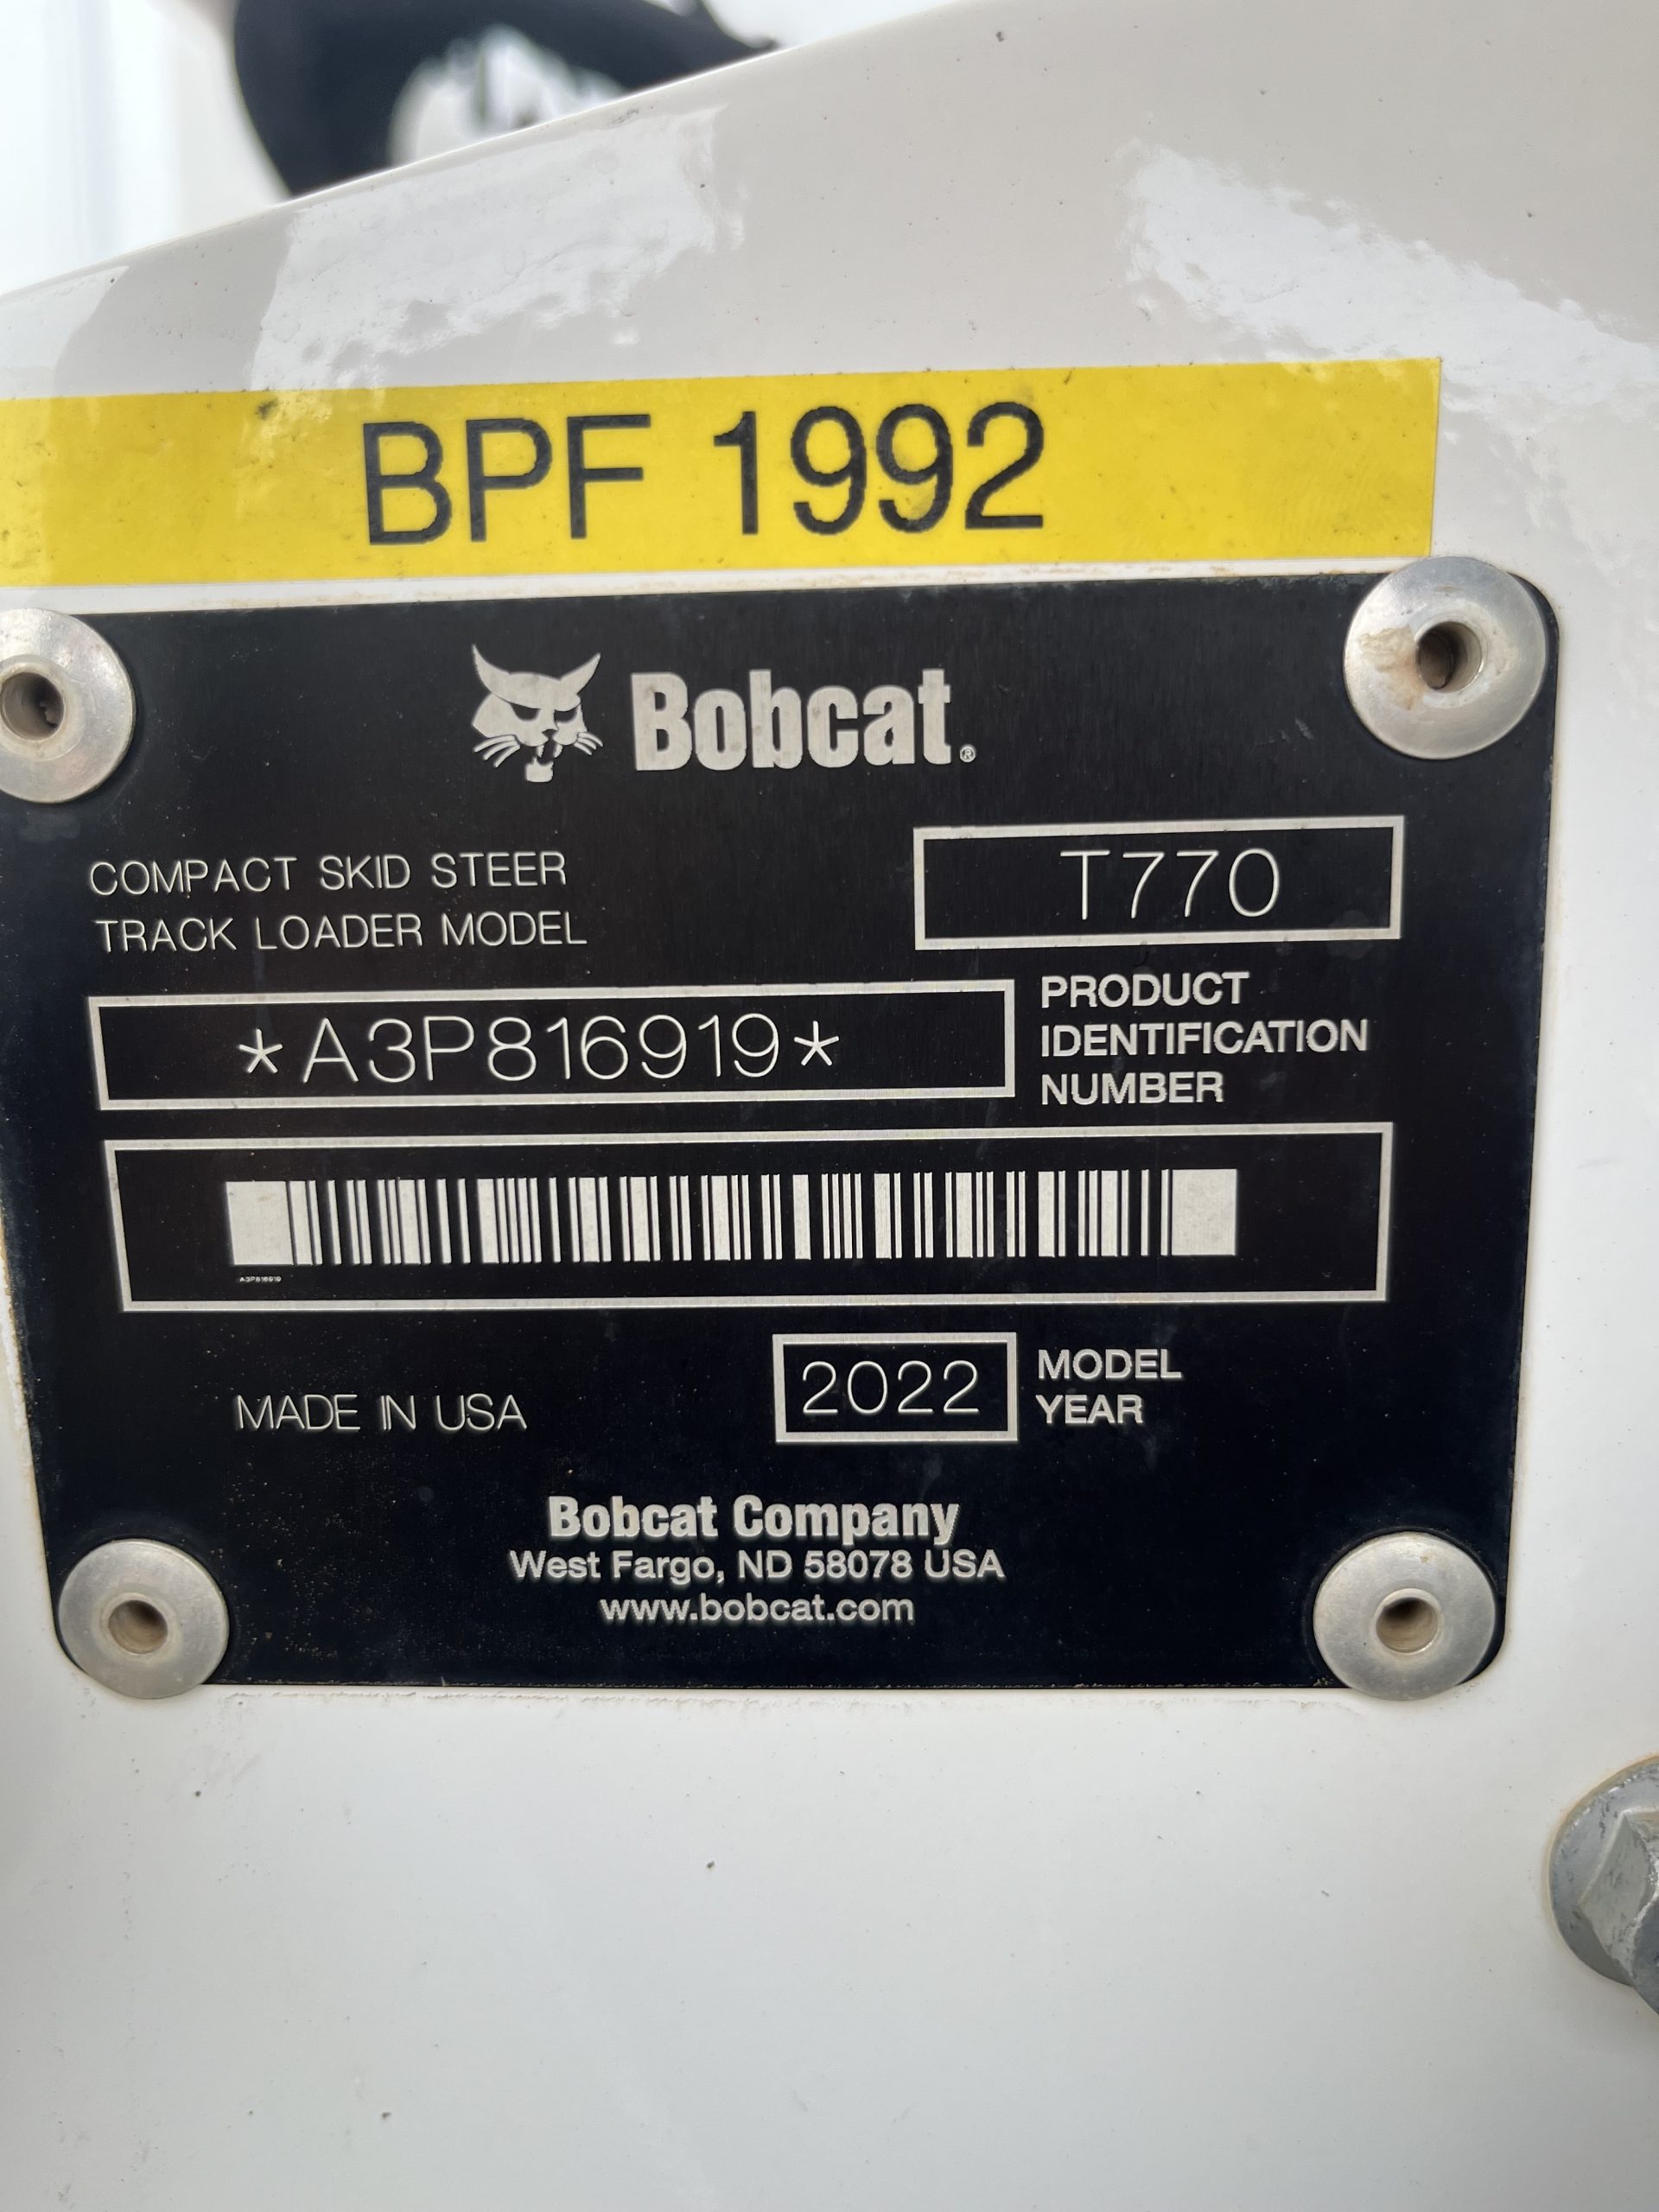 BPF 1992
Bobcat®
COMPACT SKID STEER
TRACK LOADER MODEL
T770
*A3P816919*
PRODUCT
IDENTIFICATION
NUMBER
A3P816919
MADE IN USA
2022
MODEL
YEAR
Bobcat Company
West Fargo, ND 58078 USA
www.bobcat.com